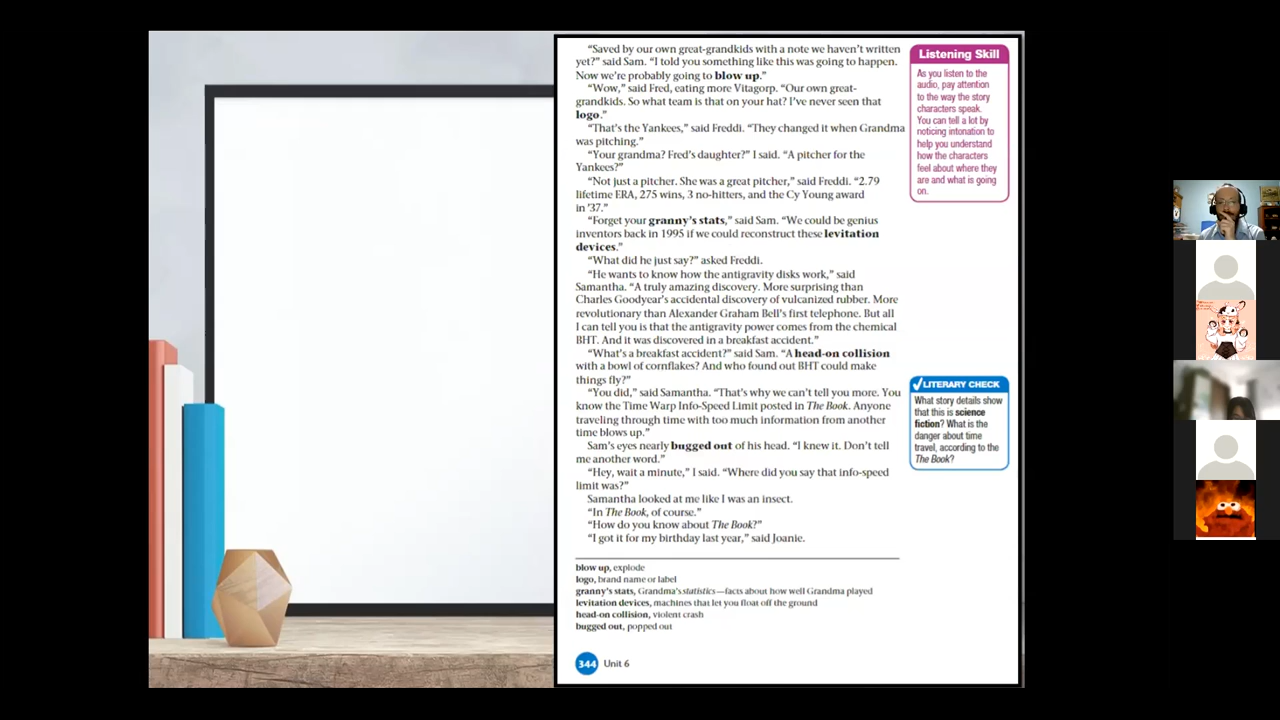 “Saved by our own great-grandkids with a note we haven’t written
yet?” said Sam. “I told you something like this was going to happen.
Now we’re probably going to blow up.”
“Wow,” said Fred, eating more Vitagorp. “Our own great-
grandkids. So what team is that on your hat? I’ve never seen that
logo.”
“That’s the Yankees,” said Freddi. “They changed it when Grandma
was pitching.”
“Your grandma? Fred’s daughter?” I said. “A pitcher for the
Yankees?”
“Not just a pitcher. She was a great pitcher,” said Freddi. “2.79
lifetime ERA, 275 wins, 3 no-hitters, and the Cy Young award
in ’37.”
“Forget your granny’s stats,” said Sam. “We could be genius
inventors back in 1995 if we could reconstruct these levitation
devices.”
“What did he just say?” asked Freddi.
“He wants to know how the antigravity disks work,” said
Samantha. “A truly amazing discovery. More surprising than
Charles Goodyear’s accidental discovery of vulcanized rubber. More
revolutionary than Alexander Graham Bell’s first telephone. But all
I can tell you is that the antigravity power comes from the chemical
BHT. And it was discovered in a breakfast accident.”
“What’s a breakfast accident?” said Sam. “A head-on collision
with a bowl of cornflakes? And who found out BHT could make
things fly?”
“You did,” said Samantha. “That’s why we can’t tell you more. You
know the Time Warp Info-Speed Limit posted in The Book. Anyone
traveling through time with too much information from another
time blows up.”
Sam’s eyes nearly bugged out of his head. “I knew it. Don’t tell
me another word.”
“Hey, wait a minute,” I said. “Where did you say that info-speed
limit was?”
Samantha looked at me like I was an insect.
“In The Book, of course.”
“How do you know about The Book?”
“I got it for my birthday last year,” said Joanie.
blow up, explode
logo, brand name or label
granny’s stats, Grandma’s statistics—facts about how well Grandma played
levitation devices, machines that let you float off the ground
head-on collision, violent crash
bugged out, popped out
344 Unit 6
Listening Skill
As you listen to the
audio, pay attention
to the way the story
characters speak.
You can tell a lot by
noticing intonation to
help you understand
how the characters
feel about where they
are and what is going
on.
LITERARY CHECK
What story details show
that this is science
fiction? What is the
danger about time
travel, according to the
The Book?